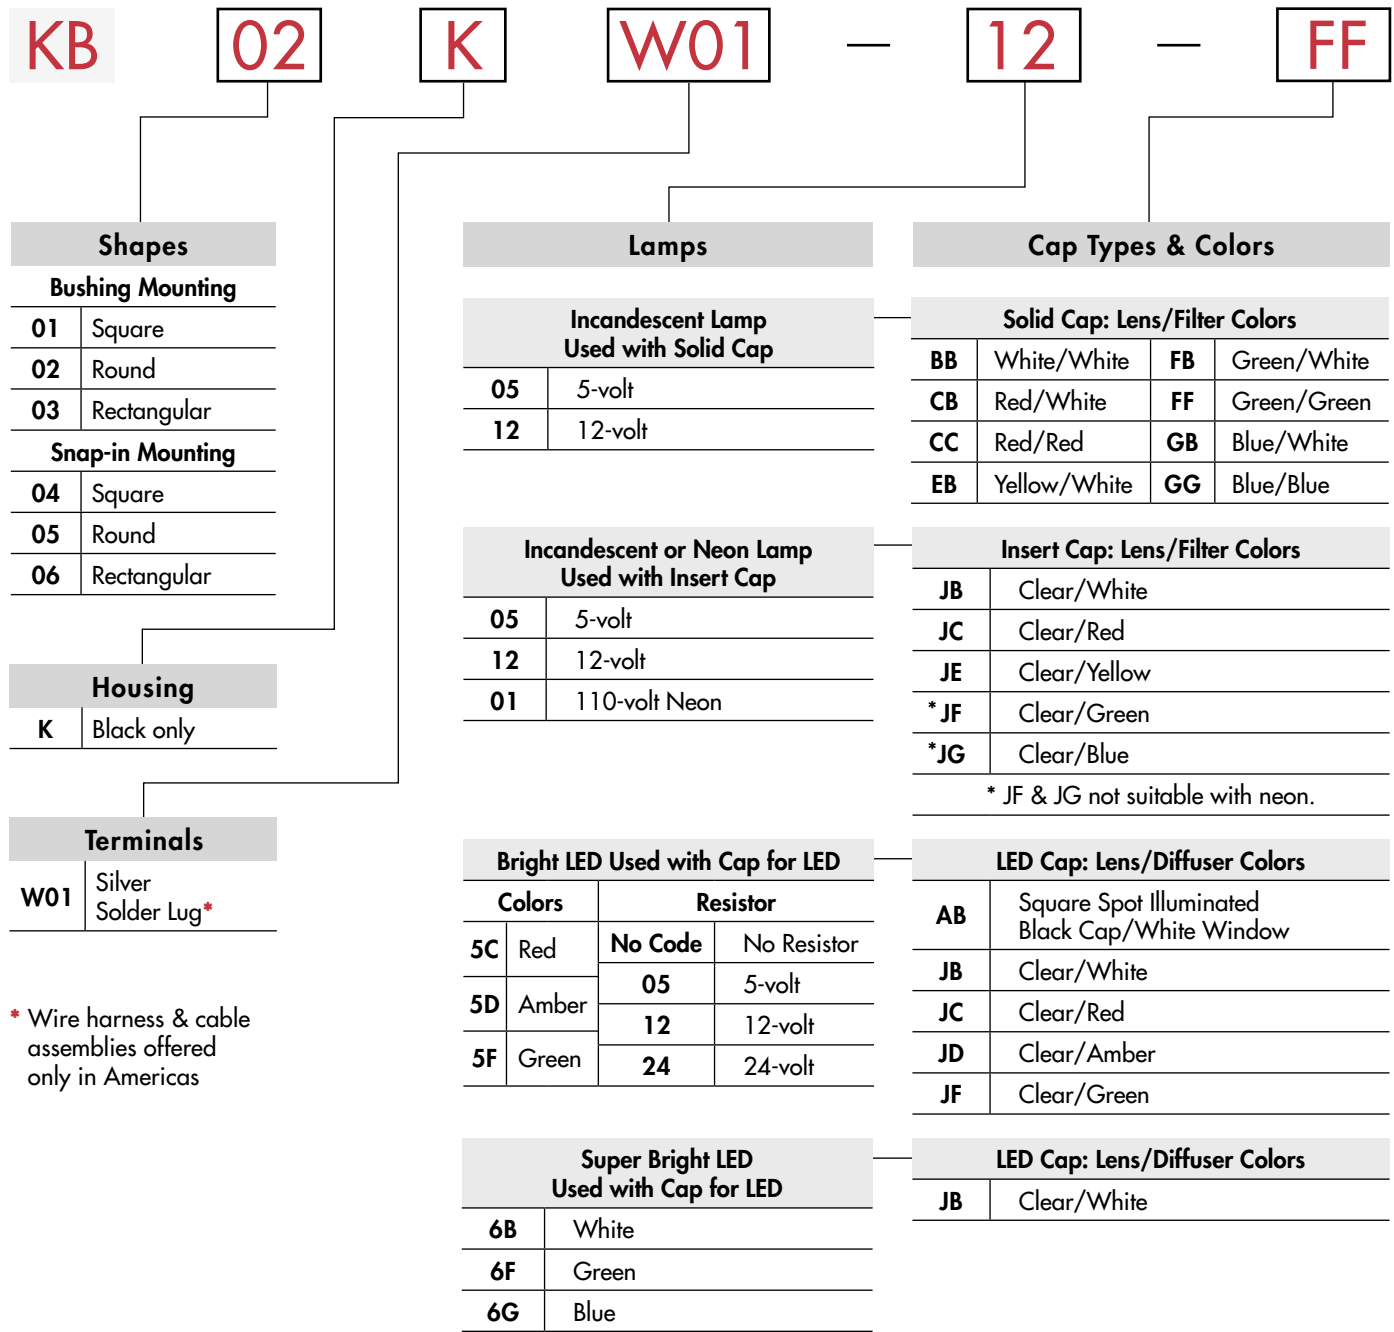 KB 02 K W01 — 12 — FF
Shapes
Bushing Mounting
01 Square
02 Round
03 Rectangular
Snap-in Mounting
04 Square
05 Round
06 Rectangular
Housing
K Black only
Terminals
W01 Silver
Solder Lug*
* Wire harness & cable
assemblies offered
only in Americas
Lamps
Incandescent Lamp
Used with Solid Cap
05 5-volt
12 12-volt
Incandescent or Neon Lamp
Used with Insert Cap
05 5-volt
12 12-volt
01 110-volt Neon
Bright LED Used with Cap for LED
Colors Resistor
5C Red
5D Amber
5F Green
No Code No Resistor
05 5-volt
12 12-volt
24 24-volt
Super Bright LED
Used with Cap for LED
6B White
6F Green
6G Blue
Cap Types & Colors
Solid Cap: Lens/Filter Colors
BB White/White FB Green/White
CB Red/White FF Green/Green
CC Red/Red GB Blue/White
EB Yellow/White GG Blue/Blue
Insert Cap: Lens/Filter Colors
JB Clear/White
JC Clear/Red
JE Clear/Yellow
* JF Clear/Green
* JG Clear/Blue
* JF & JG not suitable with neon.
LED Cap: Lens/Diffuser Colors
AB Square Spot Illuminated
Black Cap/White Window
JB Clear/White
JC Clear/Red
JD Clear/Amber
JF Clear/Green
LED Cap: Lens/Diffuser Colors
JB Clear/White